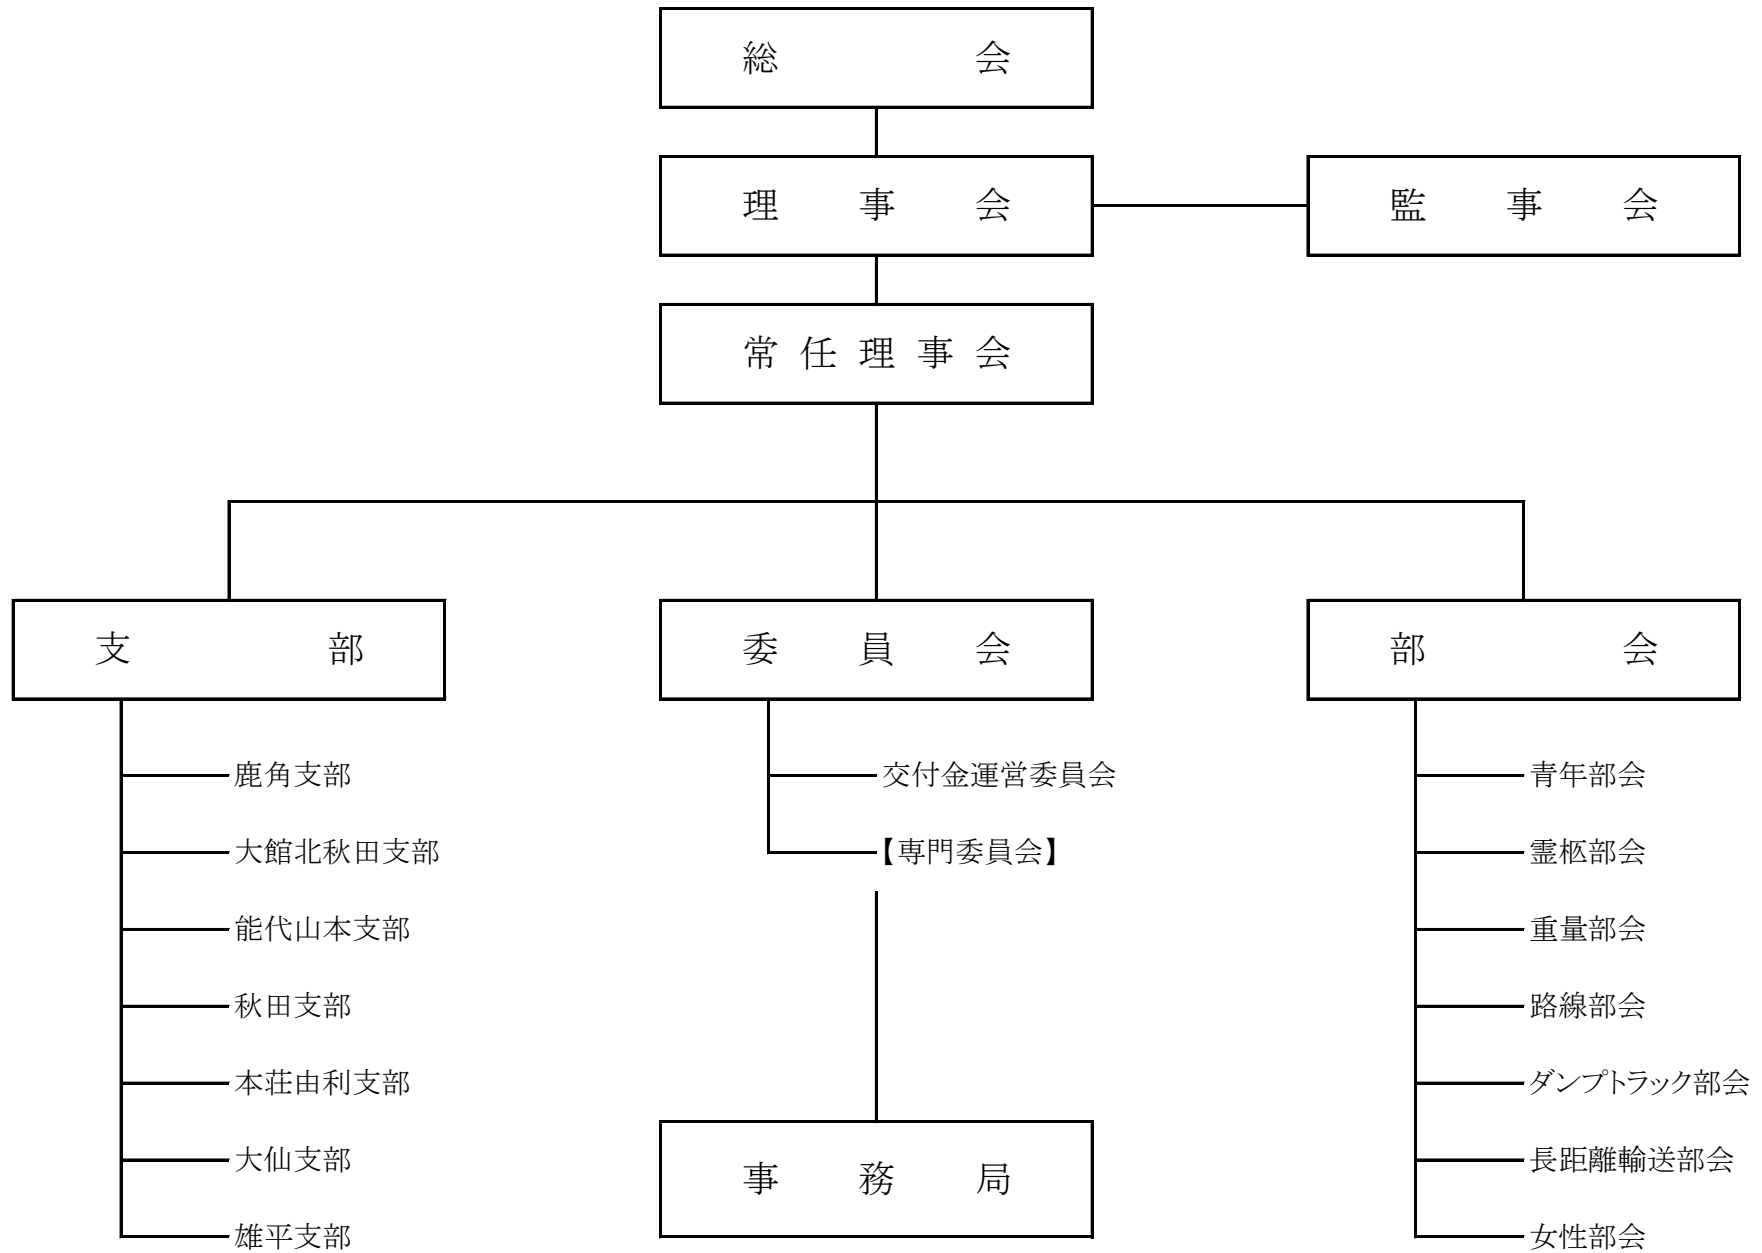 総会
理事会
監事会
常任理事会
支部
委員会
部会
鹿角支部
大館北秋田支部
能代山本支部
秋田支部
本荘由利支部
大仙支部
雄平支部
交付金運営委員会
【専門委員会】
事務局
青年部会
霊柩部会
重量部会
路線部会
ダンプトラック部会
長距離輸送部会
女性部会